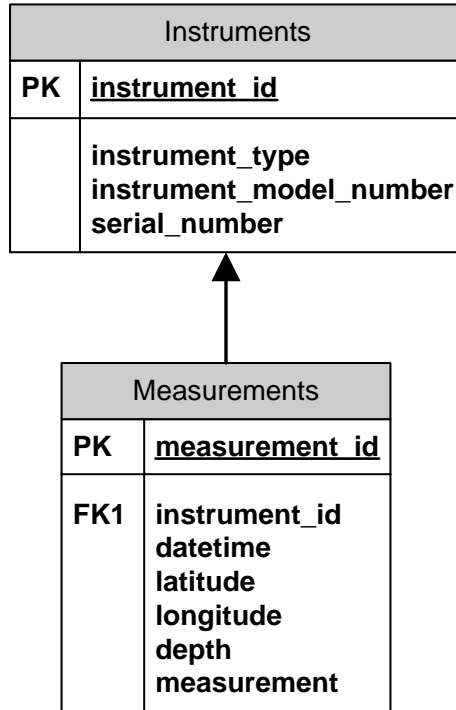 Instruments
PK instrument_id
instrument_type
instrument_model_number
serial_number
Measurements
PK measurement_id
FK1 instrument_id
datetime
latitude
longitude
depth
measurement